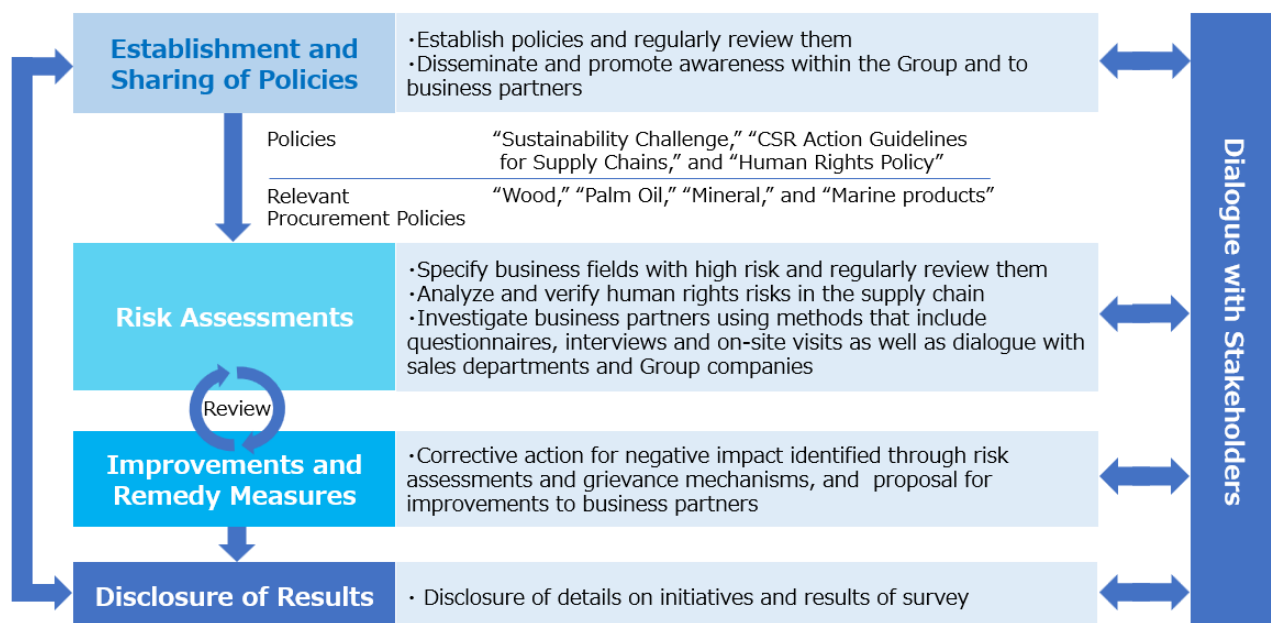 Establishment and
Sharing of Policies
・Establish policies and regularly review them
・Disseminate and promote awareness within the Group and to
business partners
Policies
“Sustainability Challenge,” “CSR Action Guidelines
for Supply Chains,” and “Human Rights Policy”
Relevant
Procurement Policies
“Wood,” “Palm Oil,” “Mineral,” and “Marine products”
Risk Assessments
・Specify business fields with high risk and regularly review them
・Analyze and verify human rights risks in the supply chain
・Investigate business partners using methods that include
questionnaires, interviews and on-site visits as well as dialogue with
sales departments and Group companies
Review
Improvements and
Remedy Measures
・Corrective action for negative impact identified through risk
assessments and grievance mechanisms, and proposal for
improvements to business partners
Disclosure of Results
・ Disclosure of details on initiatives and results of survey
Dialogue with Stakeholders